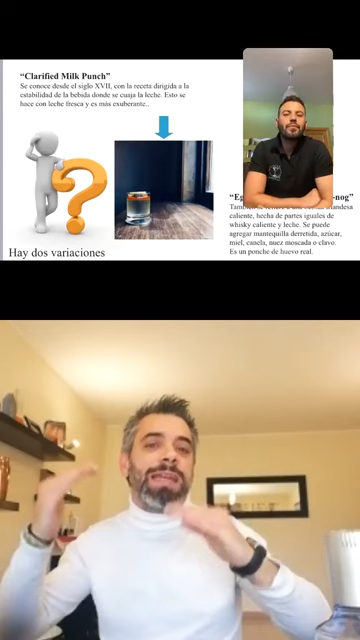 “Clarified Milk Punch”
Se conoce desde el siglo XVII, con la receta dirigida a la
estabilidad de la bebida donde se cuaja la leche. Esto se
hace con leche fresca y es más exuberante..
Hay dos variaciones
“Eg -nog”
caliente, hecha de partes iguales de
whisky caliente y leche. Se puede
agregar mantequilla derretida, azúcar,
miel, canela, nuez moscada o clavo.
Es un ponche de huevo real.